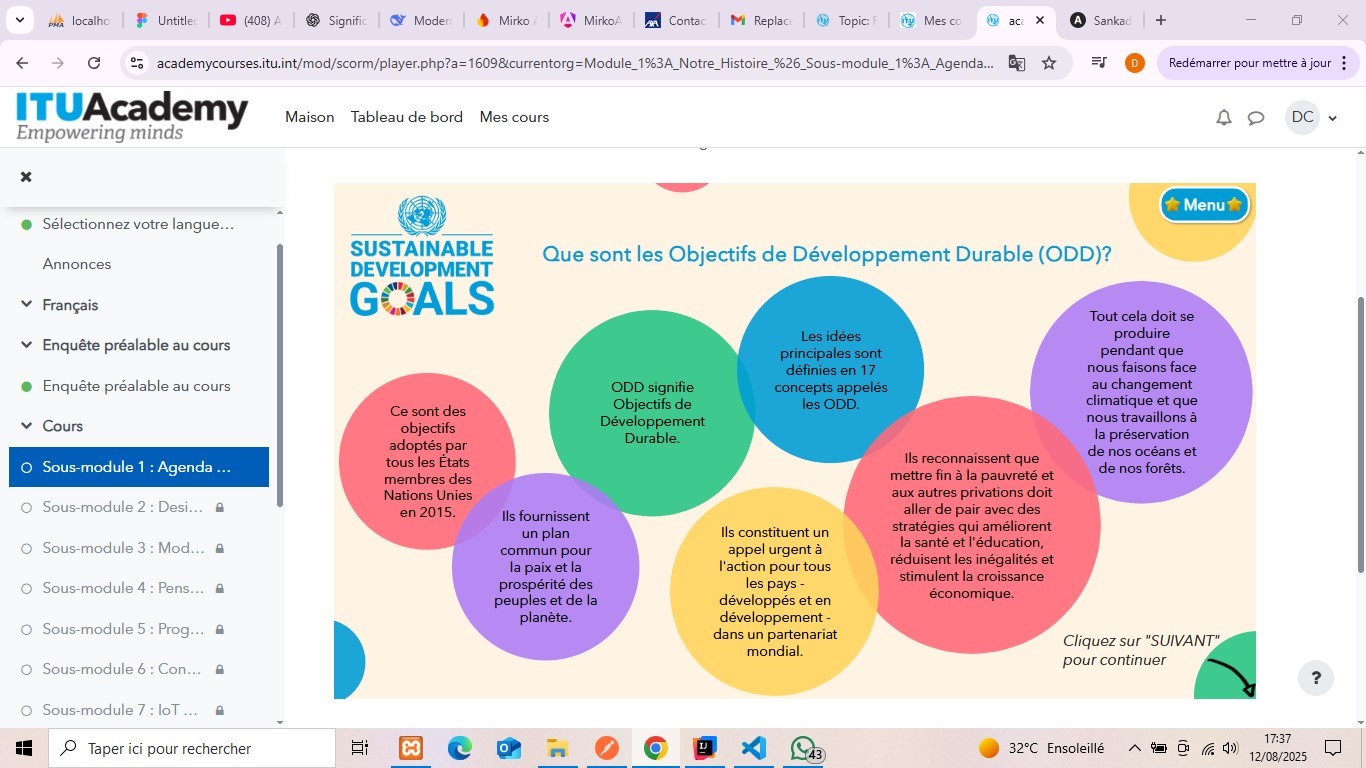 localho
Untitled
(408) A
Signific
Modern
Mirko A
MirkoA
Contac
Replace
Topic: F
Mes co
aca
Sankad
academycourses.itu.int/mod/scorm/player.php?a=1609&currentorg=Module_1%3A_Notre_Histoire_%26_Sous-module_1%3A_Agenda...
D
Redémarrer pour mettre à jour
ITUAcademy
Empowering minds
Maison Tableau de bord Mes cours
DC
Sélectionnez votre langue...
Annonces
Français
Enquête préalable au cours
Enquête préalable au cours
Cours
Sous-module 1 : Agenda ...
Sous-module 2 : Desi...
Sous-module 3 : Mod...
Sous-module 4 : Pens...
Sous-module 5 : Prog...
Sous-module 6 : Con...
Sous-module 7 : IoT ...
SUSTAINABLE
DEVELOPMENT
GOALS
Menu
Que sont les Objectifs de Développement Durable (ODD)?
Ce sont des
objectifs
adoptés par
tous les États
membres des
Nations Unies
en 2015.
Ils fournissent
un plan
commun pour
la paix et la
prospérité des
peuples et de la
planète.
ODD signifie
Objectifs de
Développement
Durable.
Les idées
principales sont
définies en 17
concepts appelés
les ODD.
Ils constituent un
appel urgent à
l'action pour tous
les pays -
développés et en
développement -
dans un partenariat
mondial.
Ils reconnaissent que
mettre fin à la pauvreté et
aux autres privations doit
aller de pair avec des
stratégies qui améliorent
la santé et l'éducation,
réduisent les inégalités et
stimulent la croissance
économique.
Tout cela doit se
produire
pendant que
nous faisons face
au changement
climatique et que
nous travaillons à
la préservation
de nos océans et
de nos forêts.
Cliquez sur "SUIVANT"
pour continuer
?
Taper ici pour rechercher
43
32°C Ensoleillé
17:37
12/08/2025